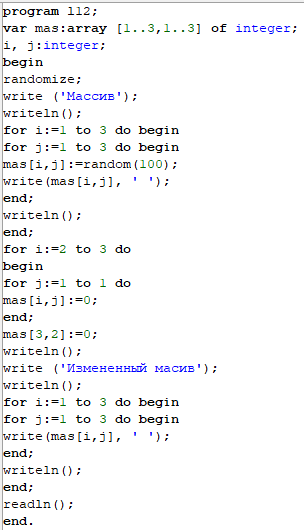 program 112;
var mas:array [1..3,1..3] of integer;
i, j:integer;
begin
randomize;
write ('Массив');
writeln();
for i:=1 to 3 do begin
for j:=1 to 3 do begin
mas[i,j]:=random(100);
write(mas[i,j], ' ');
end;
writeln();
end;
for i:=2 to 3 do
begin
for j:=1 to 1 do
mas[i,j]:=0;
end;
mas[3,2]:=0;
writeln();
write ('Измененный масив');
writeln();
for i:=1 to 3 do begin
for j:=1 to 3 do begin
write(mas[i,j], ' ');
end;
writeln();
end;
readln();
end.